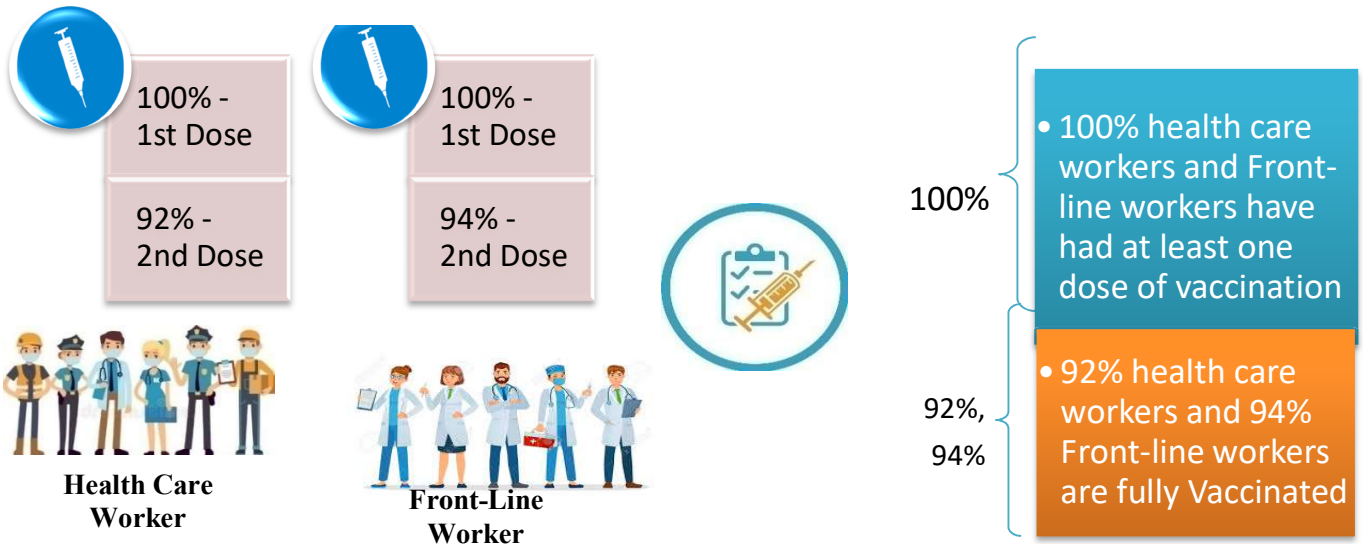 100% -
1st Dose
92% -
2nd Dose
Health Care
Worker
100% -
1st Dose
94% -
2nd Dose
Front-Line
Worker
100%
• 100% health care
workers and Front-
line workers have
had at least one
dose of vaccination
92%,
94%
• 92% health care
workers and 94%
Front-line workers
are fully Vaccinated